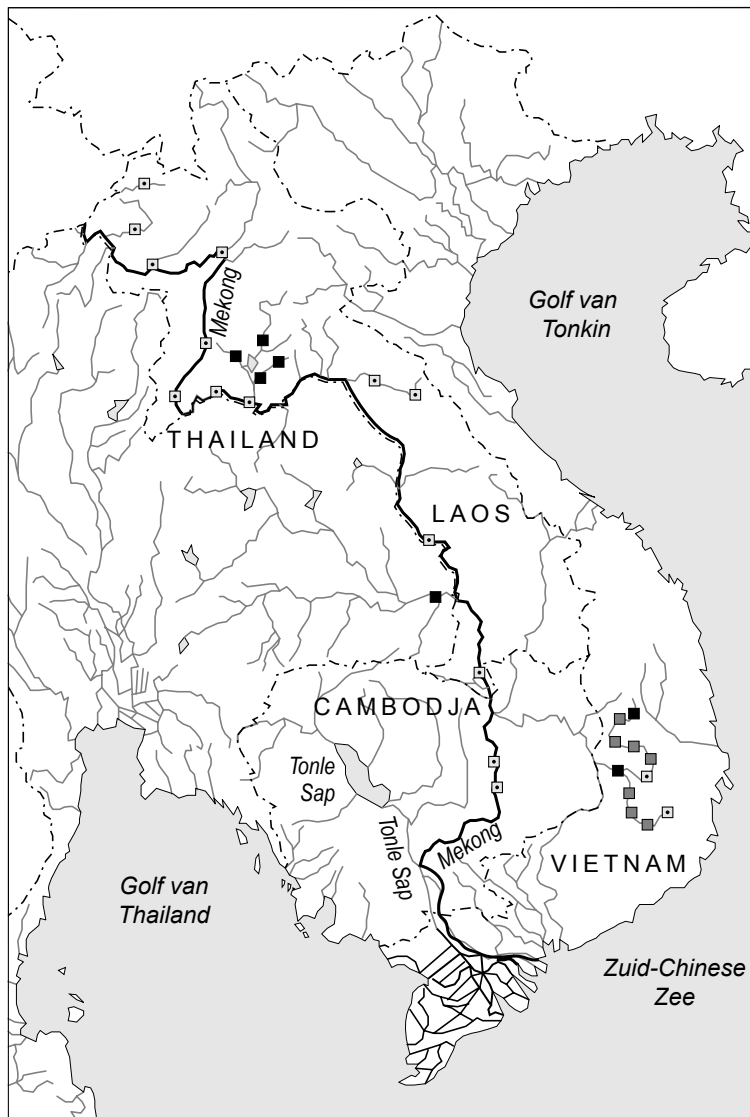 Golf van
Tonkin
Mekong
THAILAND
LAOS
CAMBODJA
Tonle
Sap
Tonle Sap
Mekong
VIETNAM
Golf van
Thailand
Zuid-Chinese
Zee